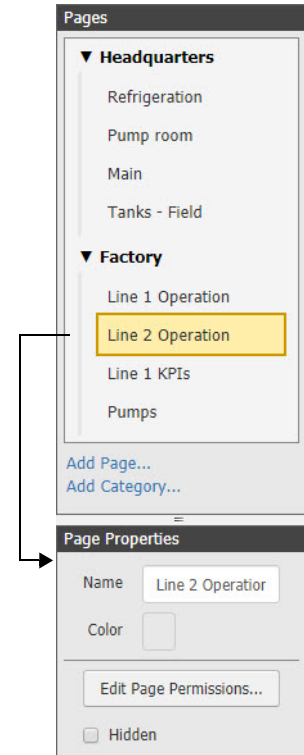 Pages
▼ Headquarters
Refrigeration
Pump room
Main
Tanks - Field
▼ Factory
Line 1 Operation
Line 2 Operation
Line 1 KPIs
Pumps
Add Page...
Add Category...
Page Properties
Name Line 2 Operatior
Color
Edit Page Permissions...
Hidden